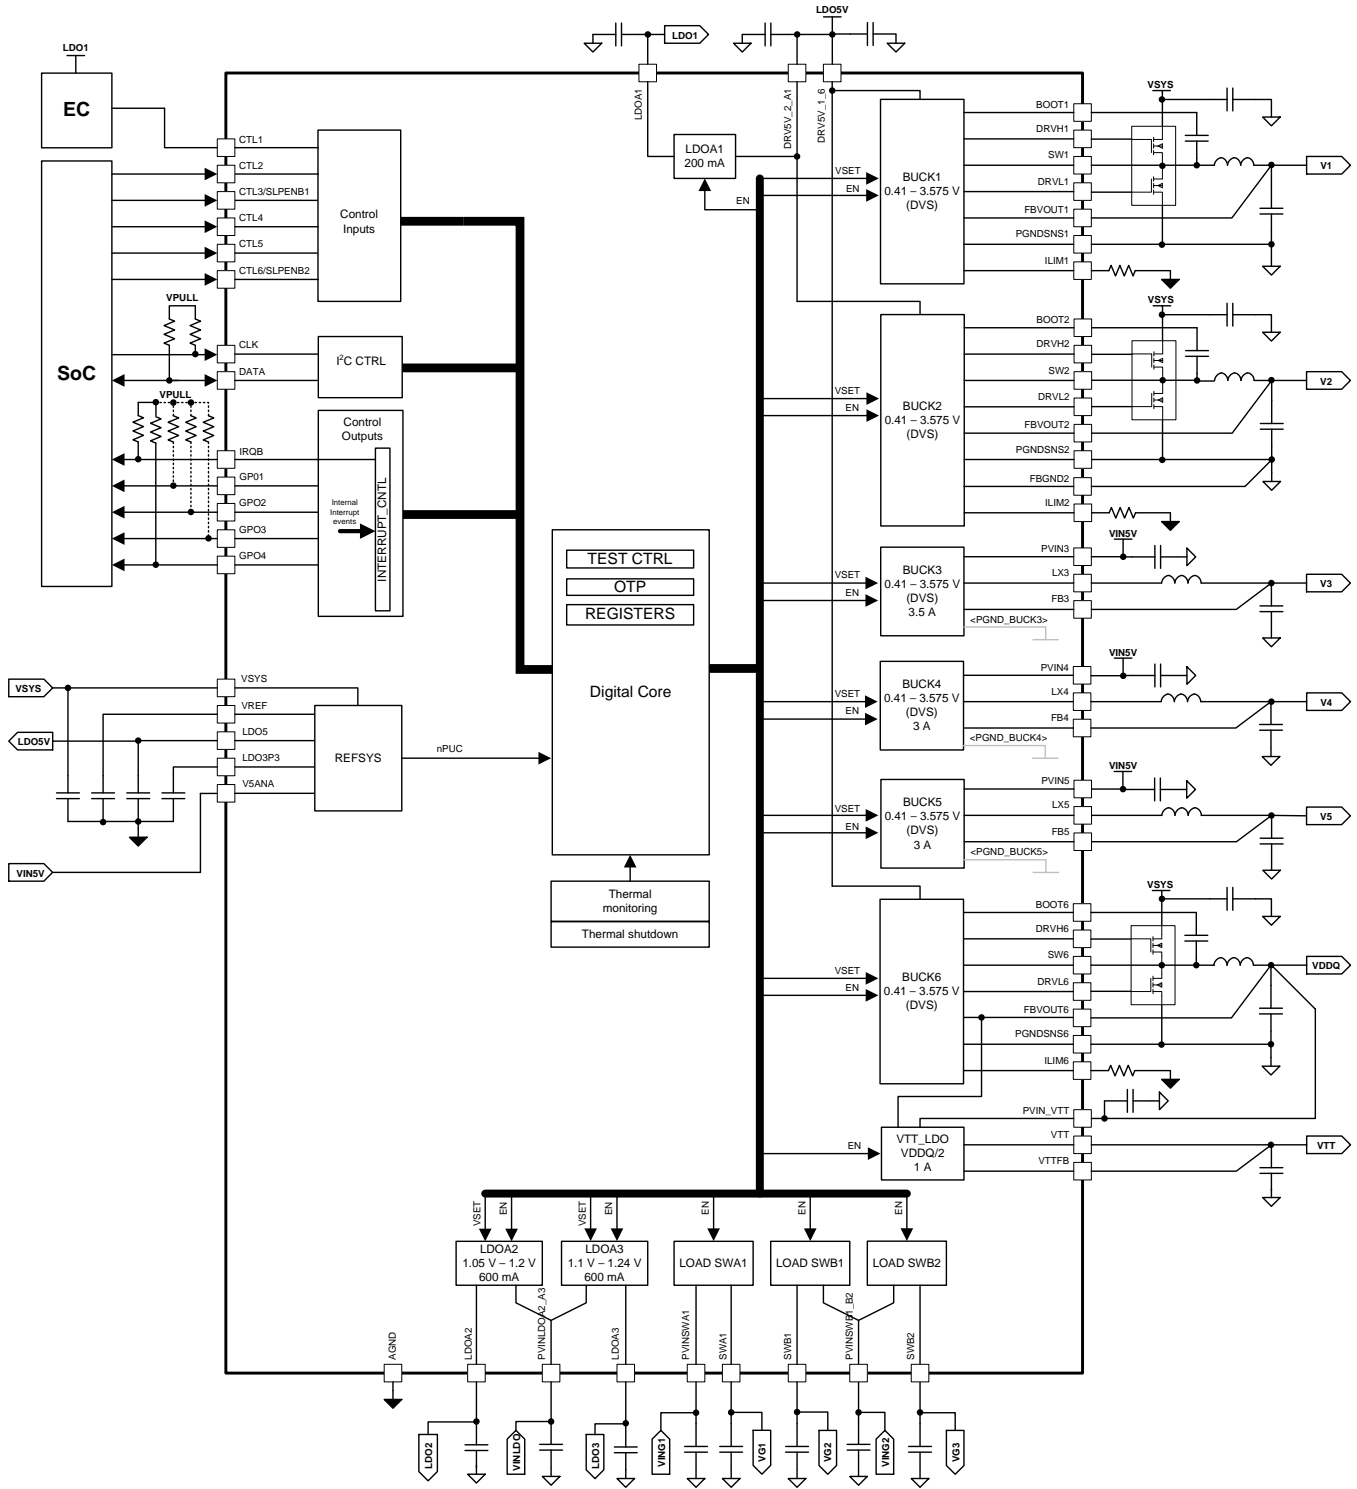 LDO5V
LDO1
LDO1
EC
LDOA1
DRV5V_2_A1
DRV5V_1_6
CTL1
CTL2
CTL3/SLPENB1
CTL4
CTL5
CTL6/SLPENB2
Control
Inputs
SoC
VPULL
CLK
DATA
I²C CTRL
VPULL
Control
Outputs
IRQB
GP01
GPO2
GPO3
GPO4
Internal
Interrupt
events
INTERRUPT_CNTL
LDOA1
200 mA
EN
TEST CTRL
OTP
REGISTERS
Digital Core
Thermal
monitoring
Thermal shutdown
VSYS
VSYS
VREF
LDO5V
LDO5
LDO3P3
V5ANA
VIN5V
REFSYS
nPUC
VSET
EN
BUCK1
0.41 – 3.575 V
(DVS)
BOOT1
DRVH1
SW1
DRVL1
FBVOUT1
PGNDSNS1
ILIM1
VSYS
V1
VSET
EN
BUCK2
0.41 – 3.575 V
(DVS)
BOOT2
DRVH2
SW2
DRVL2
FBVOUT2
PGNDSNS2
FBGND2
ILIM2
VSYS
V2
VSET
EN
BUCK3
0.41 – 3.575 V
(DVS)
3.5 A
PVIN3
LX3
FB3
<PGND_BUCK3>
VIN5V
V3
VSET
EN
BUCK4
0.41 – 3.575 V
(DVS)
3 A
PVIN4
LX4
FB4
<PGND_BUCK4>
VIN5V
V4
VSET
EN
BUCK5
0.41 – 3.575 V
(DVS)
3 A
PVIN5
LX5
FB5
<PGND_BUCK5>
VIN5V
V5
VSET
EN
BUCK6
0.41 – 3.575 V
(DVS)
BOOT6
DRVH6
SW6
DRVL6
FBVOUT6
PGNDSNS6
ILIM6
VSYS
VDDQ
EN
VTT_LDO
VDDQ/2
1 A
PVIN_VTT
VTT
VTTFB
VTT
VSET
EN
VSET
EN
EN
EN
EN
LDOA2
1.05 V – 1.2 V
600 mA
LDOA3
1.1 V – 1.24 V
600 mA
LOAD SWA1
LOAD SWB1
LOAD SWB2
AGND
LDOA2
PVINLDOA2_A3
LDOA3
PVINSWA1
SWA1
SWB1
PVINSWB1_B2
SWB2
LDO2
VINLDO
LDO3
VING1
VG1
VG2
VING2
VG3